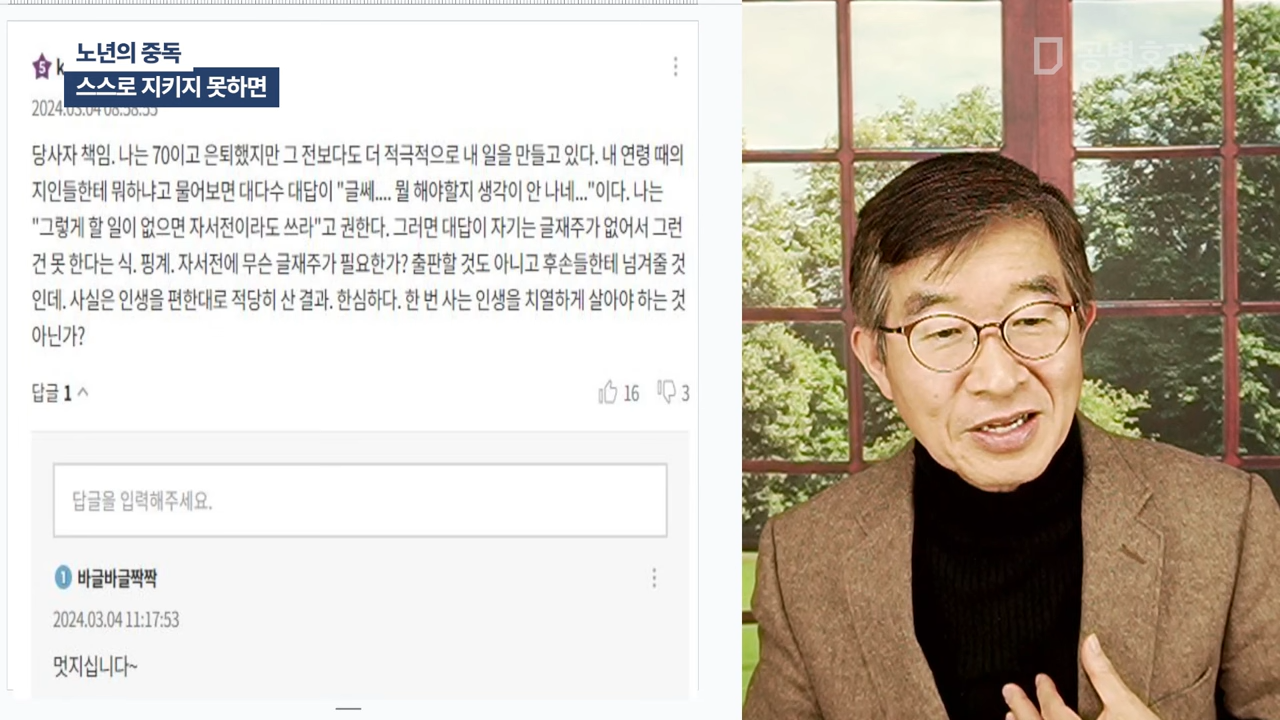 노년의 중독
스스로 지키지 못하면
5 k
2024.03.04 08:58:55
당사자 책임. 나는 70이고 은퇴했지만 그 전보다도 더 적극적으로 내 일을 만들고 있다. 내 연령 때의
지인들한테 뭐하냐고 물어보면 대다수 대답이 "글쎄.... 뭘 해야할지 생각이 안 나네..."이다. 나는
"그렇게 할 일이 없으면 자서전이라도 쓰라"고 권한다. 그러면 대답이 자기는 글재주가 없어서 그런
건 못 한다는 식. 핑계. 자서전에 무슨 글재주가 필요한가? 출판할 것도 아니고 후손들한테 넘겨줄 것
인데. 사실은 인생을 편한대로 적당히 산 결과. 한심하다. 한 번 사는 인생을 치열하게 살아야 하는 것
아닌가?
답글 1
16
3
답글을 입력해주세요.
1 바글바글짝짝
2024.03.04 11:17:53
멋지십니다~
공병호TV